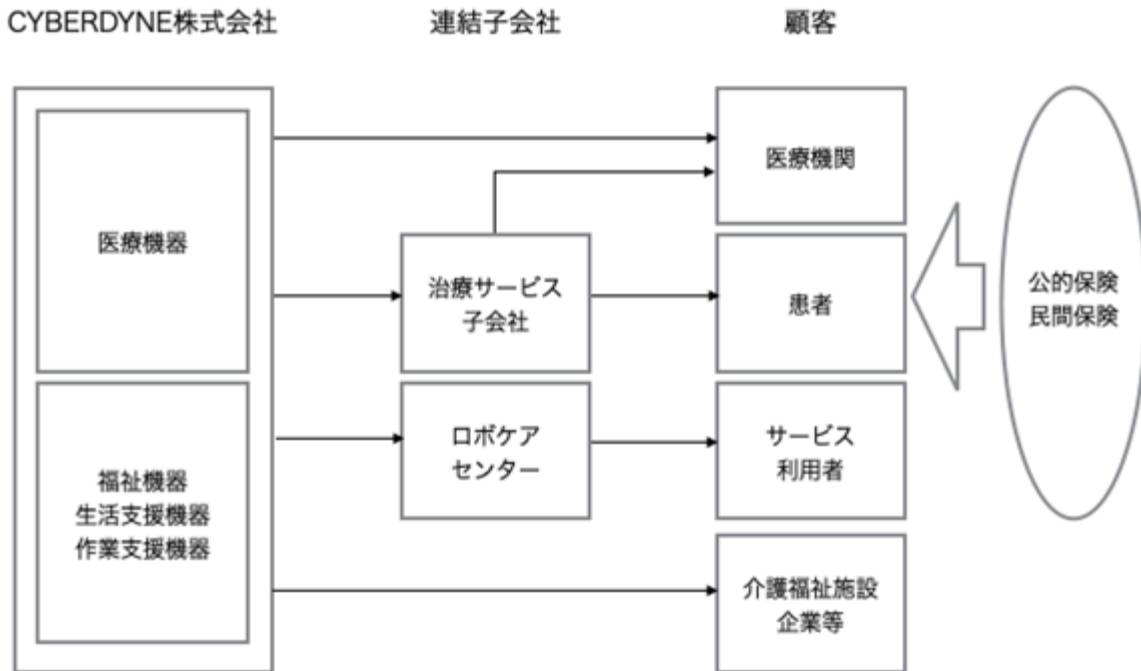 CYBERDYNE株式会社
連結子会社
顧客
医療機器
福祉機器
生活支援機器
作業支援機器
治療サービス
子会社
ロボケア
センター
医療機関
患者
サービス
利用者
介護福祉施設
企業等
公的保険
民間保険